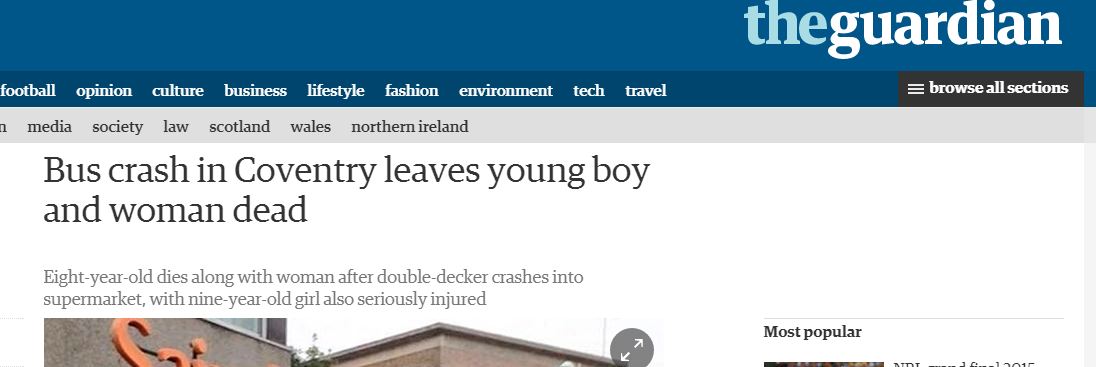 theguardian
football opinion culture business lifestyle fashion environment tech travel browse all sections
media society law scotland wales northern ireland
Bus crash in Coventry leaves young boy
and woman dead
Eight-year-old dies along with woman after double-decker crashes into
supermarket, with nine-year-old girl also seriously injured
Most popular
NRL grand final 2015